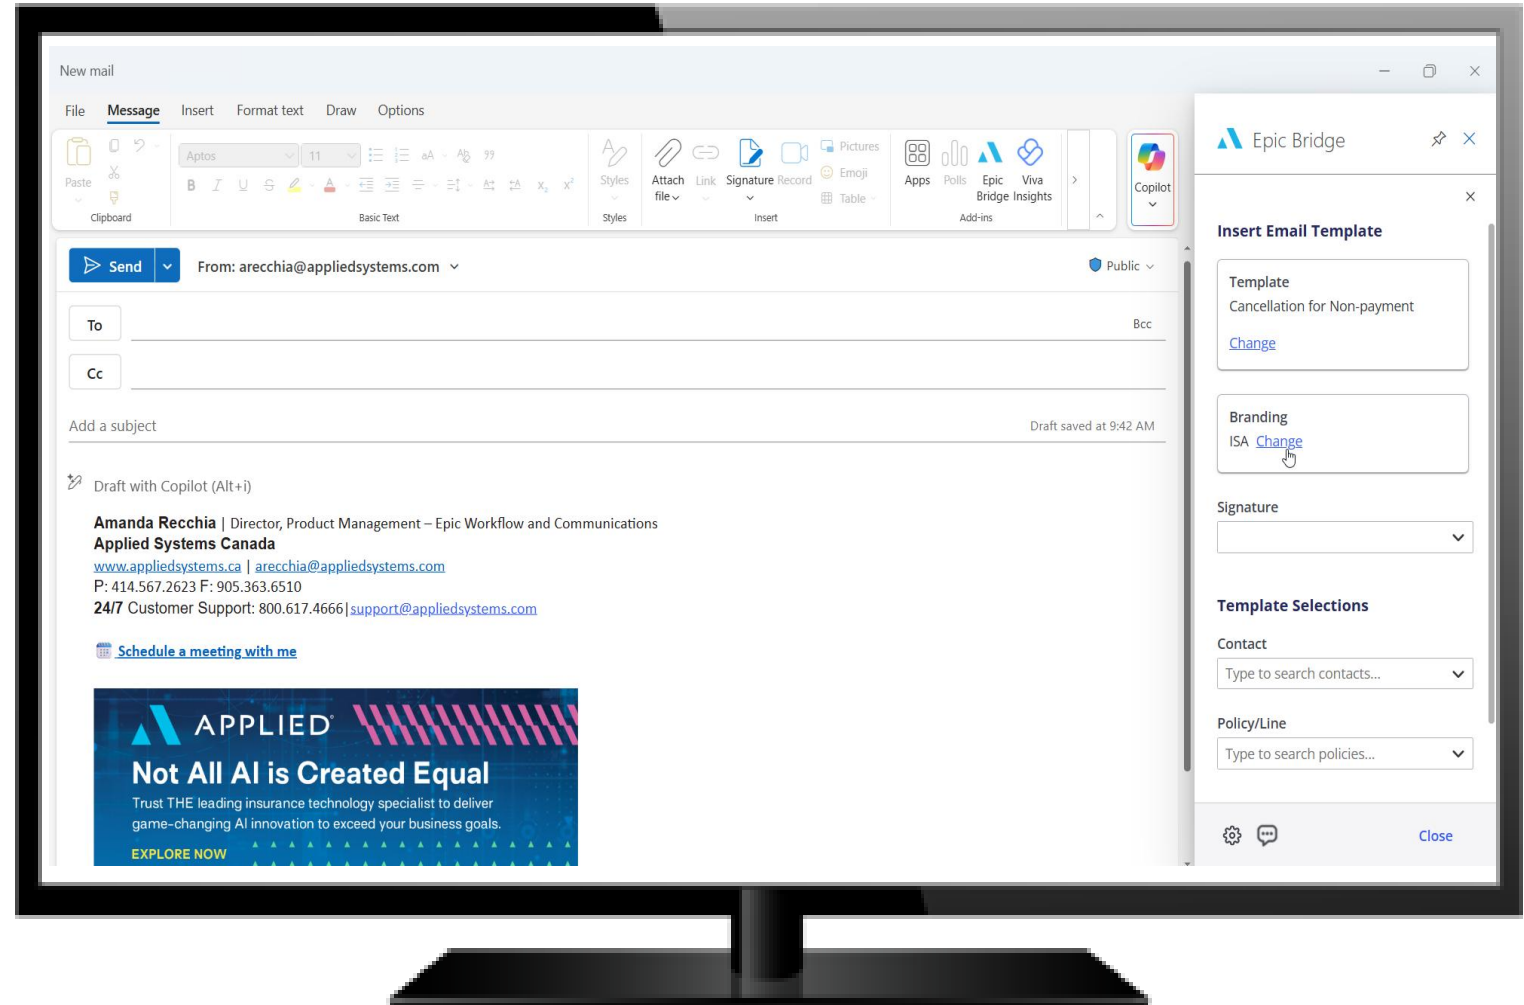 New mail
File Message Insert Format text Draw Options
Paste
Clipboard
Aptos 11
B I U
Basic Text
Styles
Styles
Attach file
Link
Signature
Record
Pictures
Emoji
Table
Insert
Apps
Polls
Epic Bridge
Viva Insights
Add-ins
Copilot
Send
From: arecchia@appliedsystems.com
Public
To
Bcc
Cc
Add a subject
Draft saved at 9:42 AM
Draft with Copilot (Alt+i)
Amanda Recchia | Director, Product Management – Epic Workflow and Communications
Applied Systems Canada
www.appliedsystems.ca | arecchia@appliedsystems.com
P: 414.567.2623 F: 905.363.6510
24/7 Customer Support: 800.617.4666|support@appliedsystems.com
Schedule a meeting with me
APPLIED
Not All AI is Created Equal
Trust THE leading insurance technology specialist to deliver
game-changing AI innovation to exceed your business goals.
EXPLORE NOW
Epic Bridge
Insert Email Template
Template
Cancellation for Non-payment
Change
Branding
ISA Change
Signature
Template Selections
Contact
Type to search contacts...
Policy/Line
Type to search policies...
Close